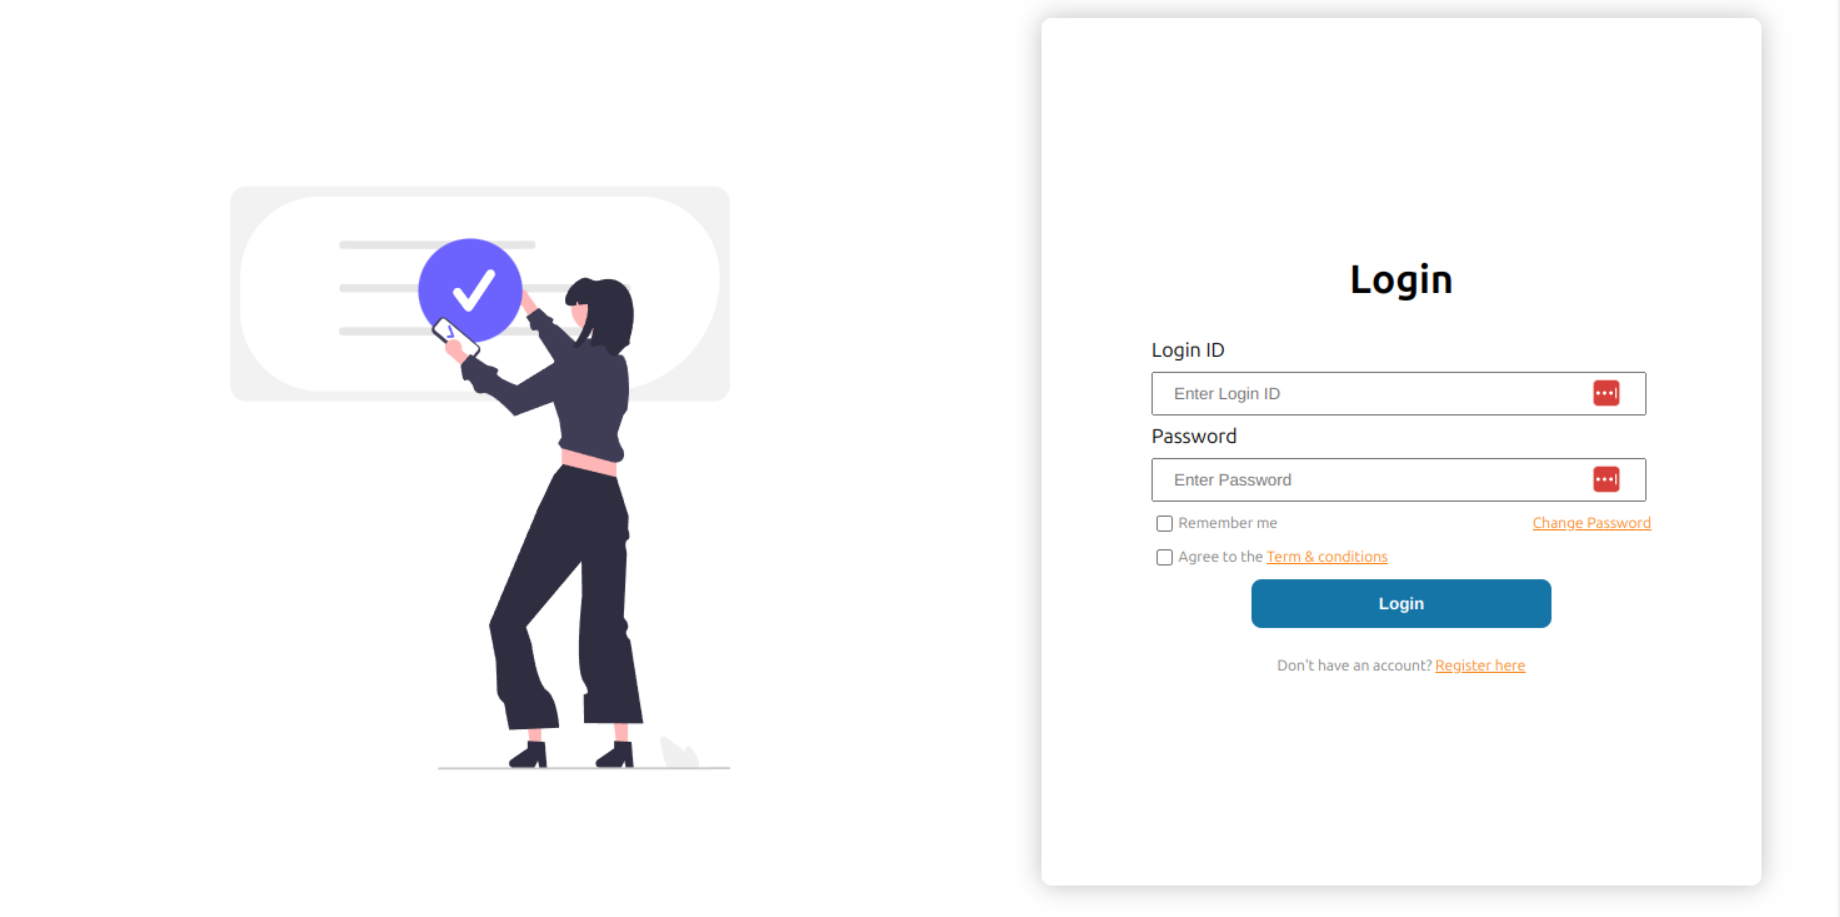 Login
Login ID
Enter Login ID
Password
Enter Password
Remember me Change Password
Agree to the Term & conditions
Login
Don't have an account? Register here